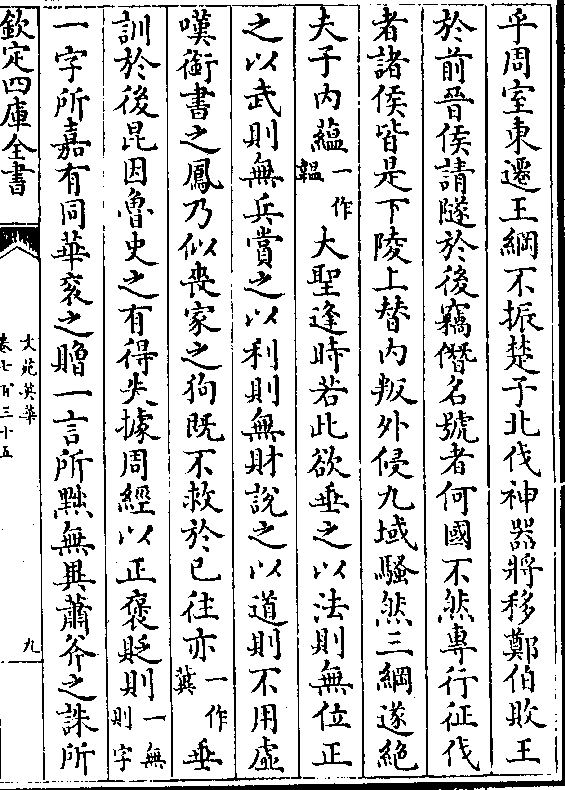 乎周室東遷王綱不振楚子北伐神器將移鄭伯敗王
於前晉侯請隧於後竊僭名號者何國不然專行征伐
者諸侯皆是下陵上替内叛外侵九域騷然三綱遂絶
夫子内蘊一作韞大聖逢時若此欲垂之以法則無位正
之以武則無兵賞之以利則無財說之以道則不用虛
嘆銜書之鳳乃似喪家之狗既不救於已往亦一作冀垂
訓於後昆因魯史之有得失據周經以正褒貶則一無則字
一字所嘉有同華衮之贈一言所黜無異蕭斧之誅所
欽定四庫全書
文苑英華
卷七百三十五
九